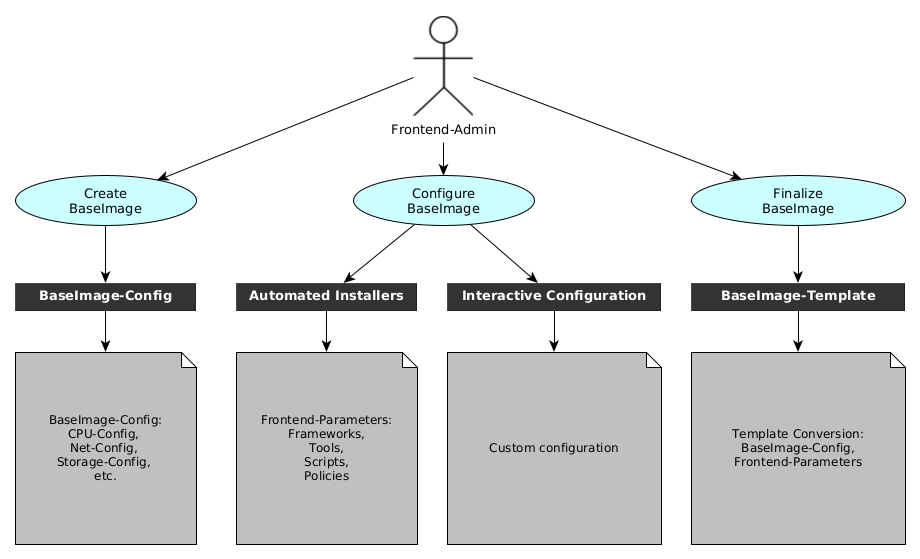 Frontend-Admin
Create
BaseImage
Configure
BaseImage
Finalize
BaseImage
BaseImage-Config
Automated Installers
Interactive Configuration
BaseImage-Template
BaseImage-Config:
CPU-Config,
Net-Config,
Storage-Config,
etc.
Frontend-Parameters:
Frameworks,
Tools,
Scripts,
Policies
Custom configuration
Template Conversion:
BaseImage-Config,
Frontend-Parameters